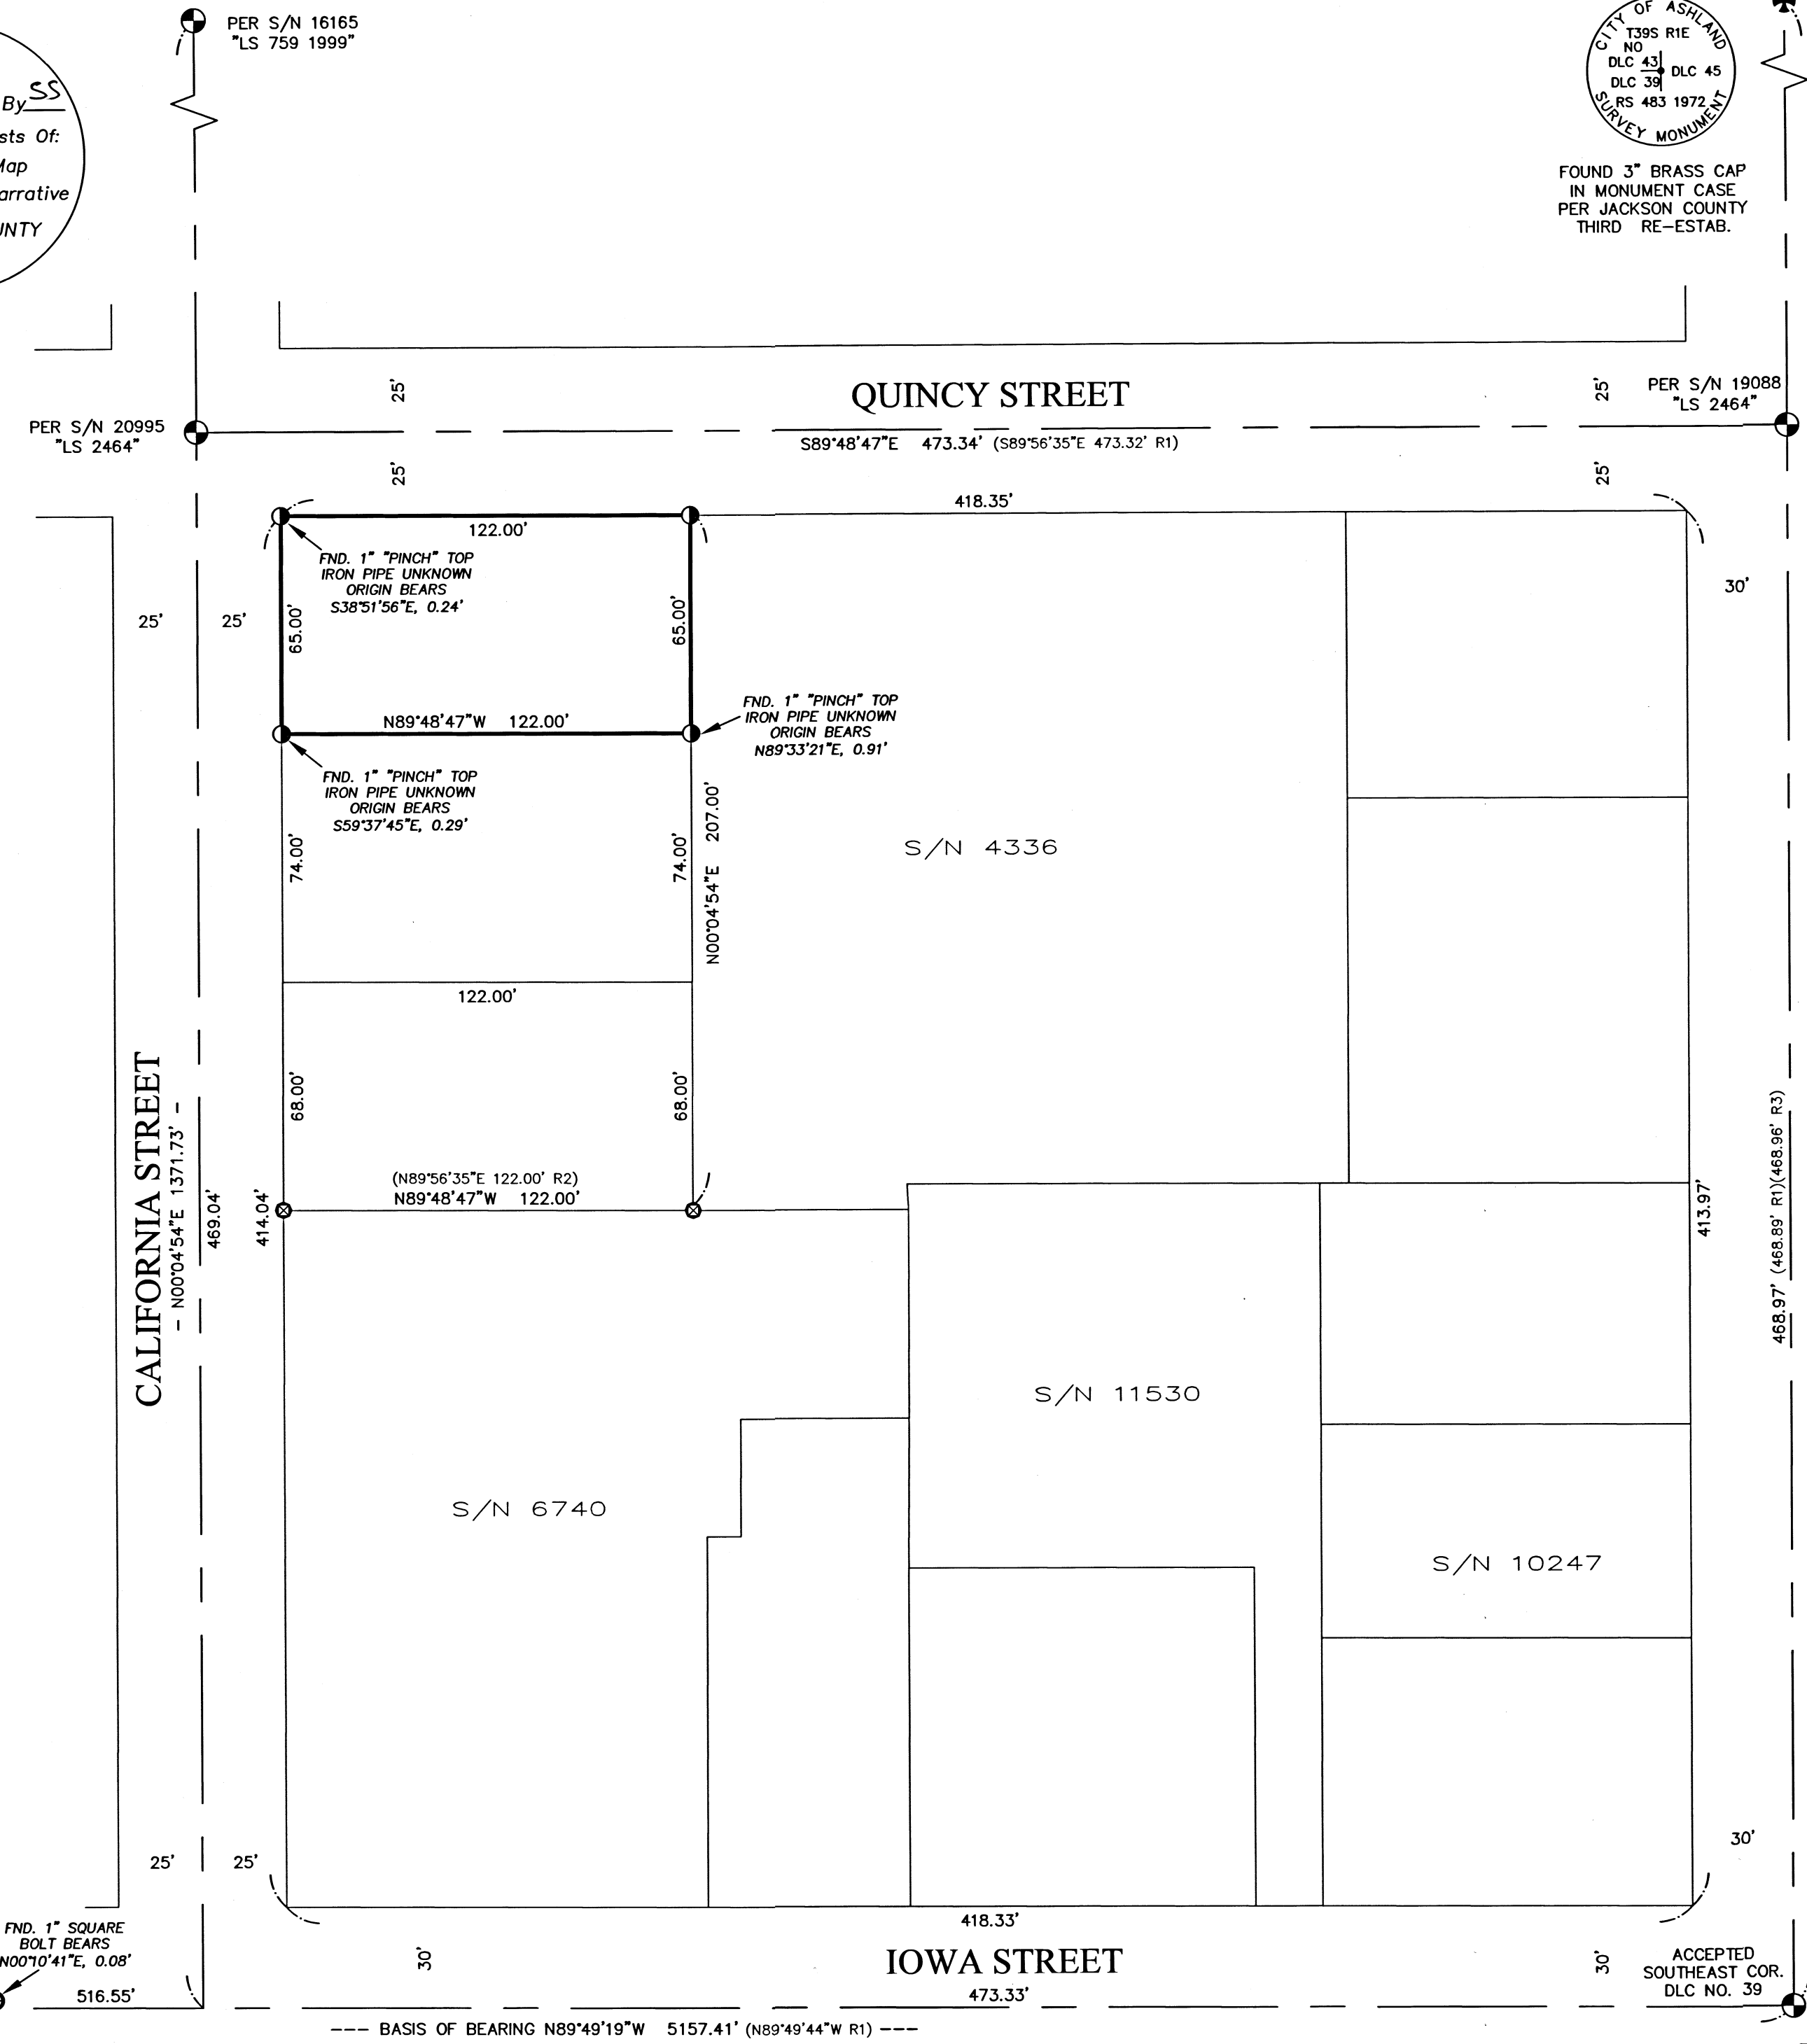 PER S/N 16165
"LS 759 1999"
By SS
sts Of:
Map
arrative
UNTY
CITY OF ASHLAND
T39S R1E
NO
DLC 43
DLC 45
DLC 39
RS 483 1972
SURVEY MONUMENT
FOUND 3" BRASS CAP
IN MONUMENT CASE
PER JACKSON COUNTY
THIRD RE-ESTAB.
25'
QUINCY STREET
25'
PER S/N 19088
"LS 2464"
PER S/N 20995
"LS 2464"
S89°48'47"E 473.34' (S89°56'35"E 473.32' R1)
25'
25'
418.35'
122.00'
FND. 1" "PINCH" TOP
IRON PIPE UNKNOWN
ORIGIN BEARS
S38°51'56"E, 0.24'
25'
25'
65.00'
65.00'
30'
N89°48'47"W 122.00'
FND. 1" "PINCH" TOP
IRON PIPE UNKNOWN
ORIGIN BEARS
N89°33'21"E, 0.91'
FND. 1" "PINCH" TOP
IRON PIPE UNKNOWN
ORIGIN BEARS
S59°37'45"E, 0.29'
74.00'
74.00'
N00°04'54"E 207.00'
S/N 4336
122.00'
68.00'
68.00'
CALIFORNIA STREET
- N00°04'54"E 1371.73' -
469.04'
414.04'
(N89°56'35"E 122.00' R2)
N89°48'47"W 122.00'
413.97'
468.97' (468.89' R1)(468.96' R3)
S/N 11530
S/N 6740
S/N 10247
25'
25'
30'
418.33'
FND. 1" SQUARE
BOLT BEARS
N00°10'41"E, 0.08'
516.55'
30'
IOWA STREET
473.33'
30'
ACCEPTED
SOUTHEAST COR.
DLC NO. 39
--- BASIS OF BEARING N89°49'19"W 5157.41' (N89°49'44"W R1) ---